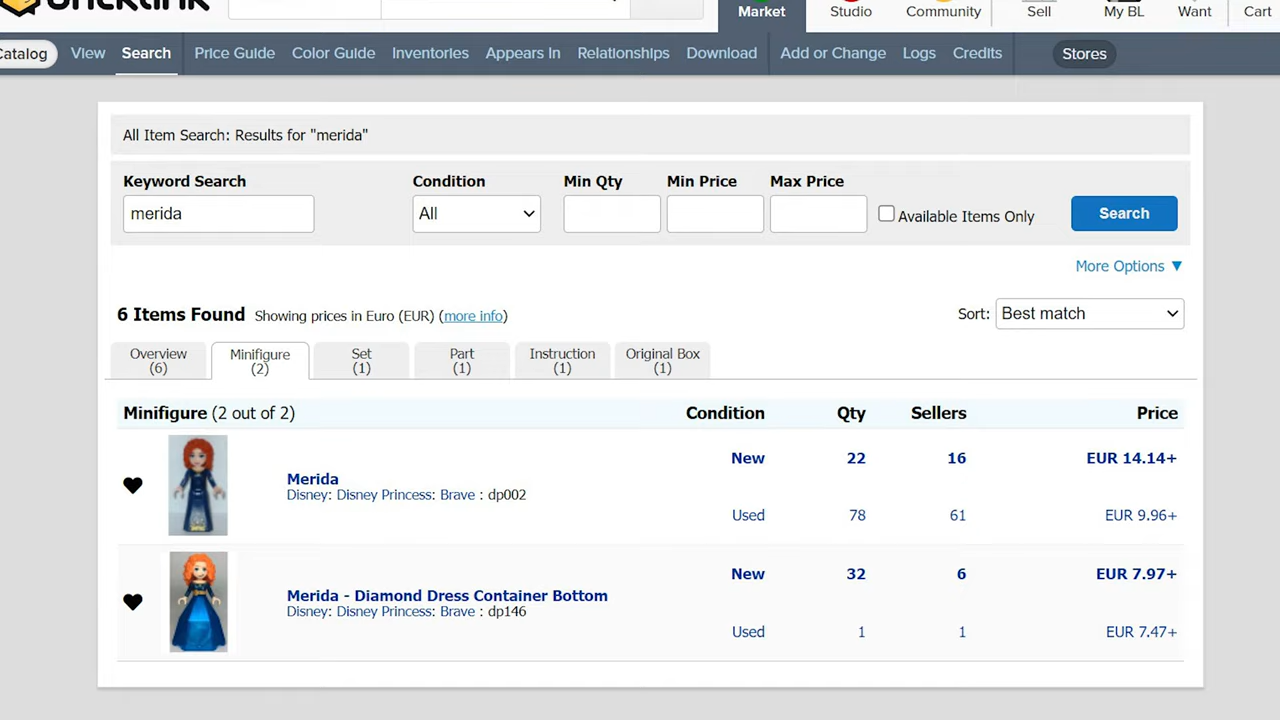 Market Studio Community Sell My BL Want Cart
Catalog View Search Price Guide Color Guide Inventories Appears In Relationships Download Add or Change Logs Credits Stores
All Item Search: Results for "merida"
Keyword Search Condition Min Qty Min Price Max Price
merida All Available Items Only Search
More Options ▼
6 Items Found Showing prices in Euro (EUR) (more info) Sort: Best match
Overview (6) Minifigure (2) Set (1) Part (1) Instruction (1) Original Box (1)
Minifigure (2 out of 2) Condition Qty Sellers Price
New 22 16 EUR 14.14+
Merida
Disney: Disney Princess: Brave : dp002
Used 78 61 EUR 9.96+
New 32 6 EUR 7.97+
Merida - Diamond Dress Container Bottom
Disney: Disney Princess: Brave : dp146
Used 1 1 EUR 7.47+